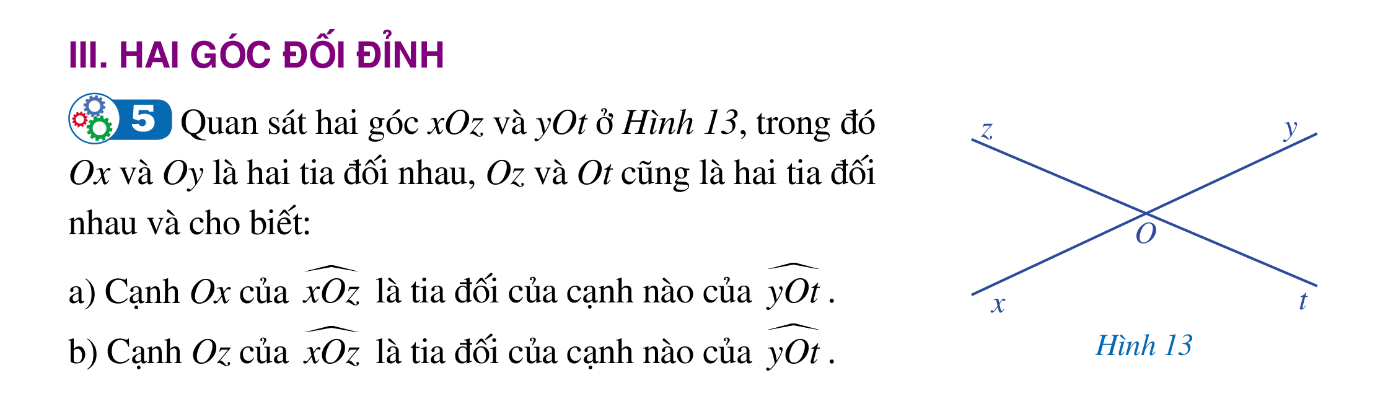 III. HAI GÓC ĐỐI ĐỈNH
5 Quan sát hai góc xOz và yOt ở Hình 13, trong đó
Ox và Oy là hai tia đối nhau, Oz và Ot cũng là hai tia đối
nhau và cho biết:
a) Cạnh Ox của xOz là tia đối của cạnh nào của yOt .
b) Cạnh Oz của xOz là tia đối của cạnh nào của yOt .
z
y
O
x
t
Hình 13